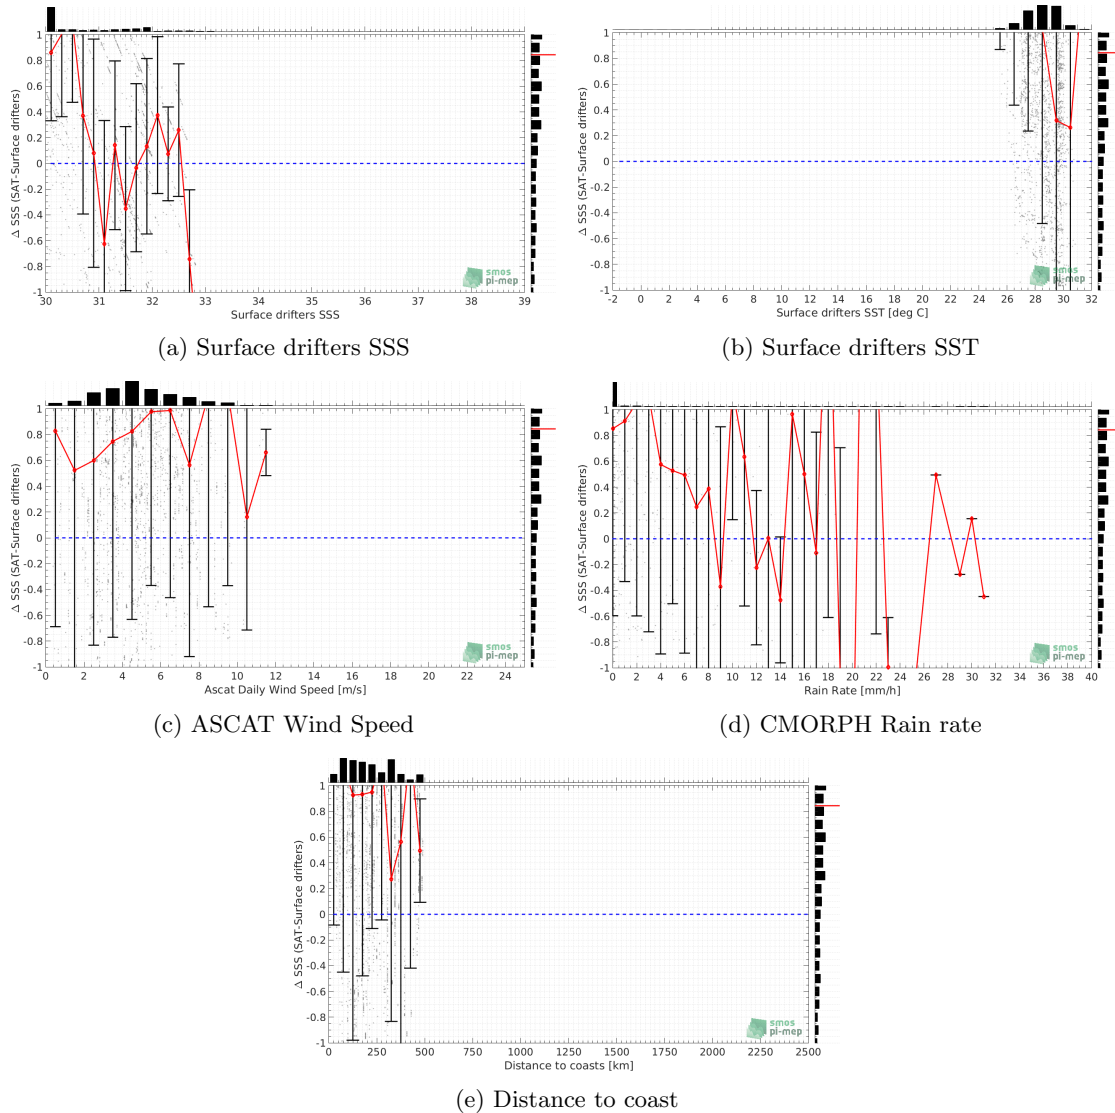 1
0.8
0.6
0.4
0.2
0
-0.2
-0.4
-0.6
-0.8
-1
Δ SSS (SAT-Surface drifters)
30 31 32 33 34 35 36 37 38 39
Surface drifters SSS
smos
pi-mep
(a) Surface drifters SSS
1
0.8
0.6
0.4
0.2
0
-0.2
-0.4
-0.6
-0.8
-1
Δ SSS (SAT-Surface drifters)
-2 0 2 4 6 8 10 12 14 16 18 20 22 24 26 28 30 32
Surface drifters SST [deg C]
smos
pi-mep
(b) Surface drifters SST
1
0.8
0.6
0.4
0.2
0
-0.2
-0.4
-0.6
-0.8
-1
Δ SSS (SAT-Surface drifters)
0 2 4 6 8 10 12 14 16 18 20 22 24
Ascat Daily Wind Speed [m/s]
smos
pi-mep
(c) ASCAT Wind Speed
1
0.8
0.6
0.4
0.2
0
-0.2
-0.4
-0.6
-0.8
-1
Δ SSS (SAT-Surface drifters)
0 2 4 6 8 10 12 14 16 18 20 22 24 26 28 30 32 34 36 38 40
Rain Rate [mm/h]
smos
pi-mep
(d) CMORPH Rain rate
1
0.8
0.6
0.4
0.2
0
-0.2
-0.4
-0.6
-0.8
-1
Δ SSS (SAT-Surface drifters)
0 250 500 750 1000 1250 1500 1750 2000 2250 2500
Distance to coasts [km]
smos
pi-mep
(e) Distance to coast